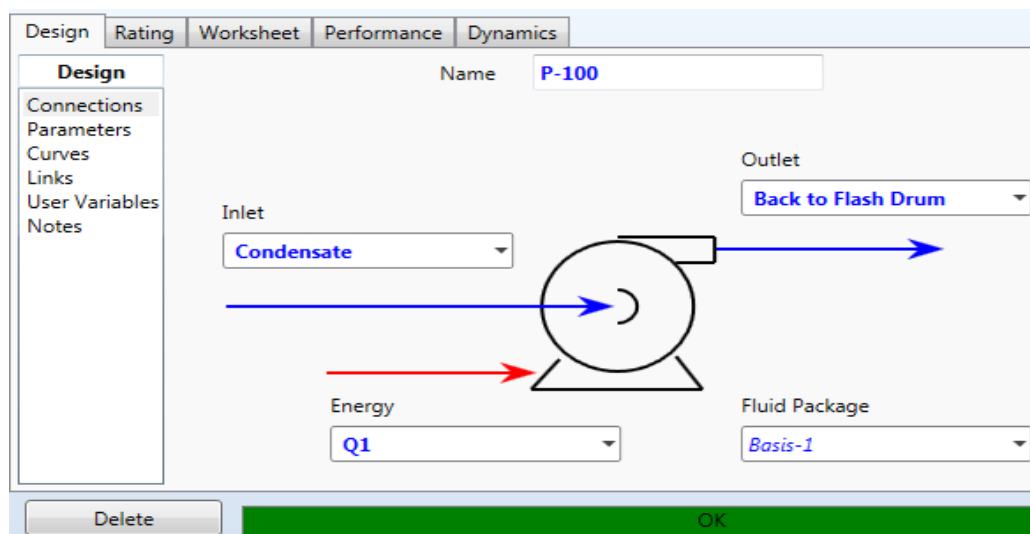 Design Rating Worksheet Performance Dynamics
Design
Connections
Parameters
Curves
Links
User Variables
Notes
Name P-100
Outlet
Back to Flash Drum
Inlet
Condensate
Energy
Q1
Fluid Package
Basis-1
Delete
OK